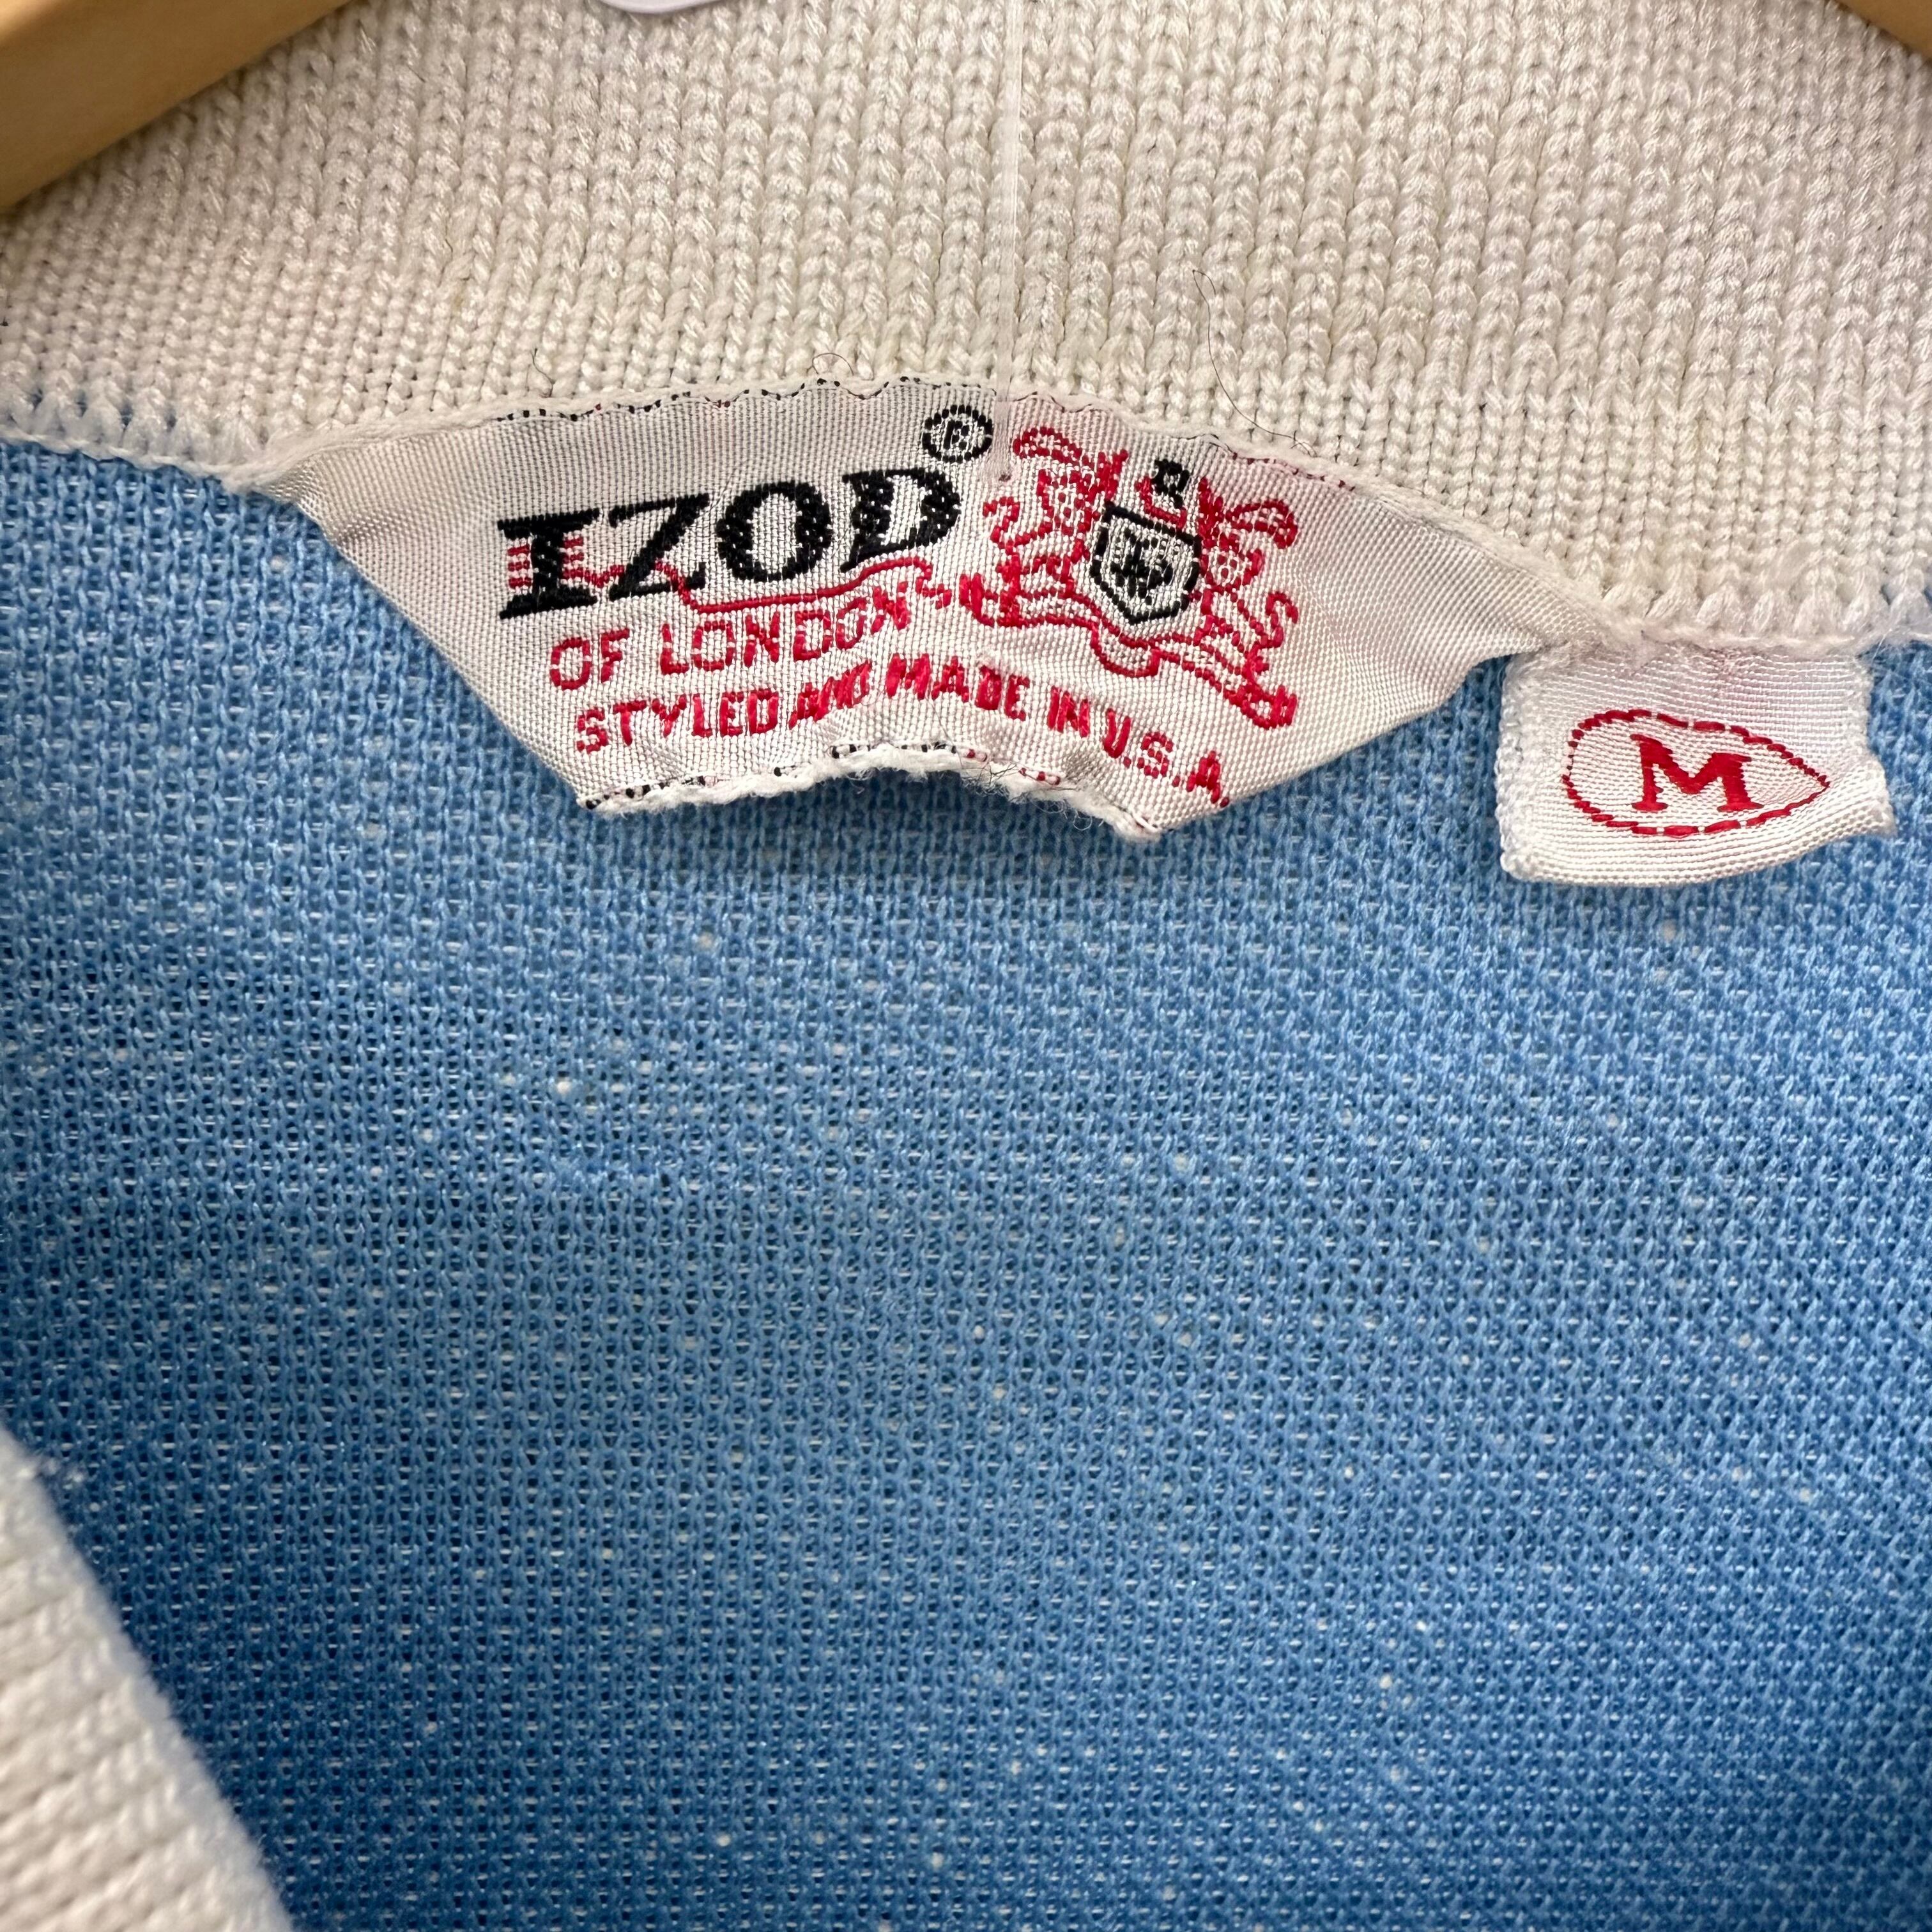 IZOD®
OF LONDON
STYLED AND MADE IN U.S.A.
M